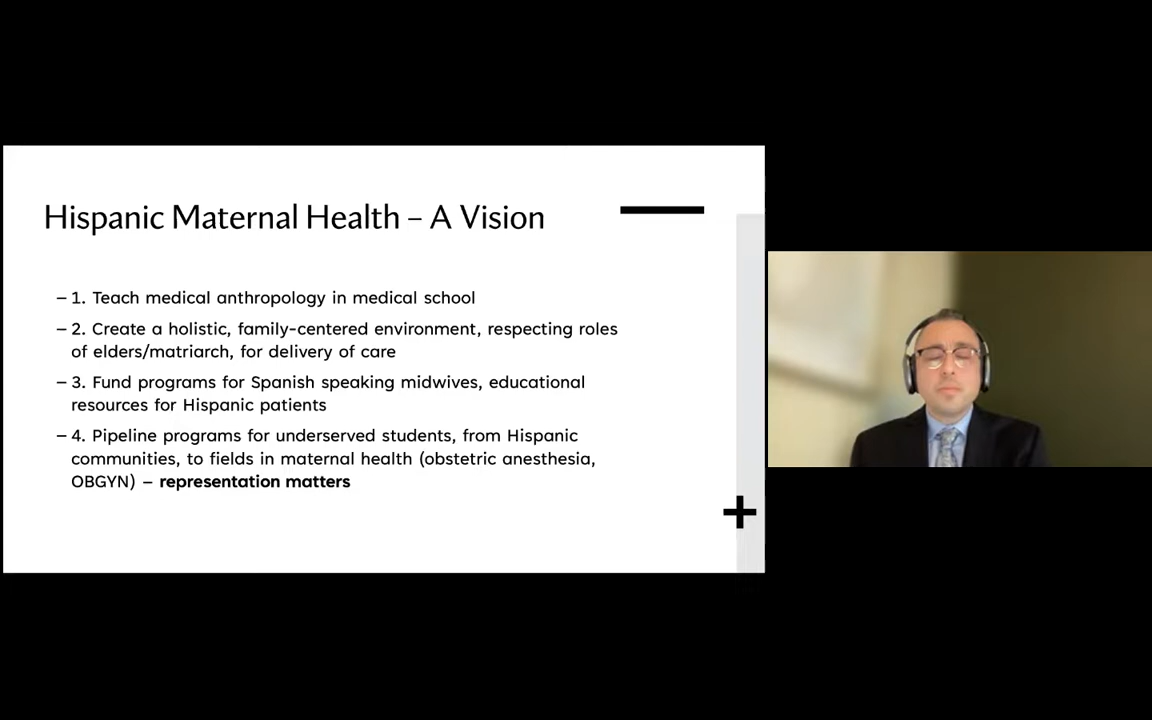 Hispanic Maternal Health – A Vision
– 1. Teach medical anthropology in medical school
– 2. Create a holistic, family-centered environment, respecting roles
of elders/matriarch, for delivery of care
– 3. Fund programs for Spanish speaking midwives, educational
resources for Hispanic patients
– 4. Pipeline programs for underserved students, from Hispanic
communities, to fields in maternal health (obstetric anesthesia,
OBGYN) – representation matters